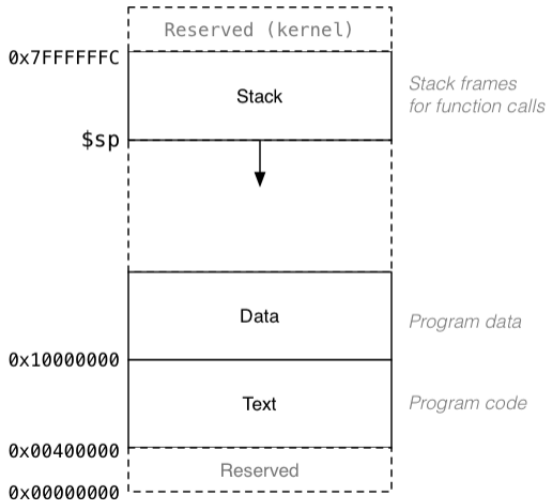 Reserved (kernel)
0x7FFFFFFC
Stack
Stack frames
for function calls
$sp
Data
Program data
0x10000000
Text
Program code
0x00400000
Reserved
0x00000000